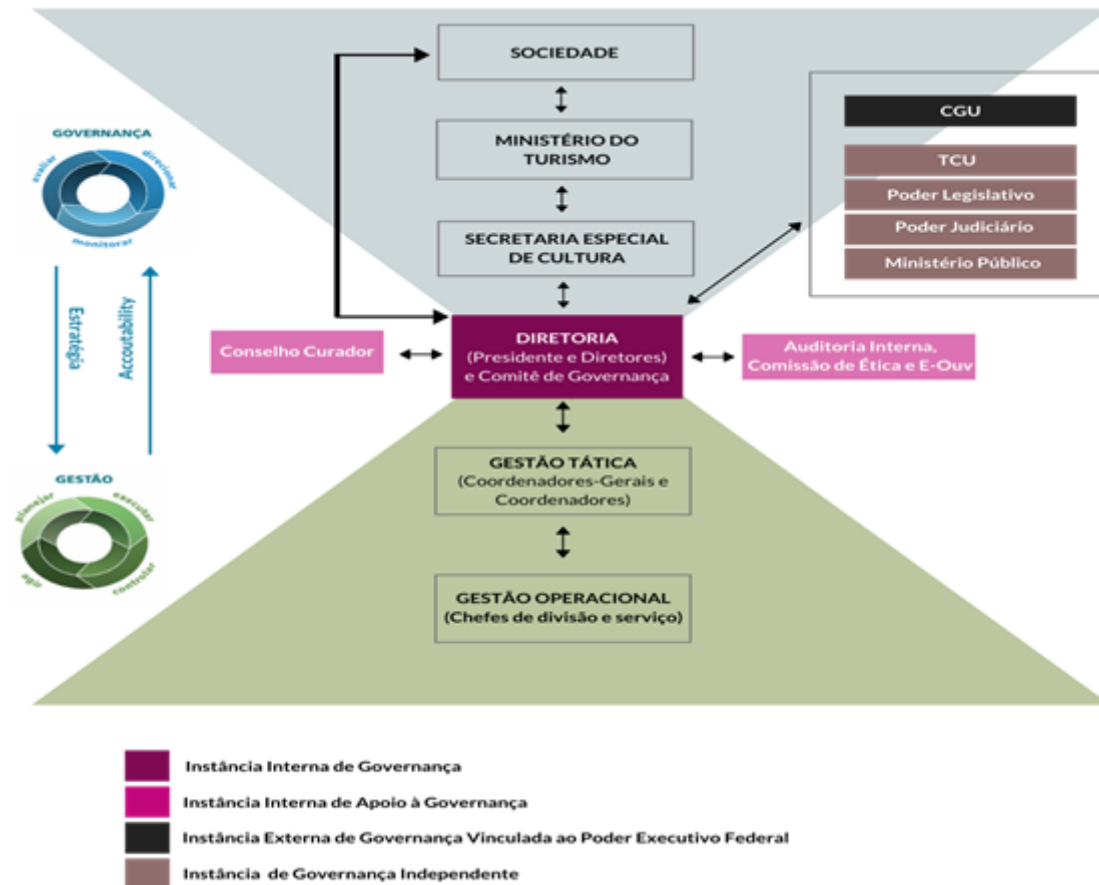 SOCIEDADE
MINISTÉRIO DO
TURISMO
SECRETARIA ESPECIAL
DE CULTURA
CGU
TCU
Poder Legislativo
Poder Judiciário
Ministério Público
GOVERNANÇA
avaliar
direcionar
monitorar
Estratégia
Accoutability
Conselho Curador
DIRETORIA
(Presidente e Diretores)
e Comitê de Governança
Auditoria Interna,
Comissão de Ética e E-Ouv
GESTÃO
planejar
executar
agir
controlar
GESTÃO TÁTICA
(Coordenadores-Gerais e
Coordenadores)
GESTÃO OPERACIONAL
(Chefes de divisão e serviço)
Instância Interna de Governança
Instância Interna de Apoio à Governança
Instância Externa de Governança Vinculada ao Poder Executivo Federal
Instância de Governança Independente